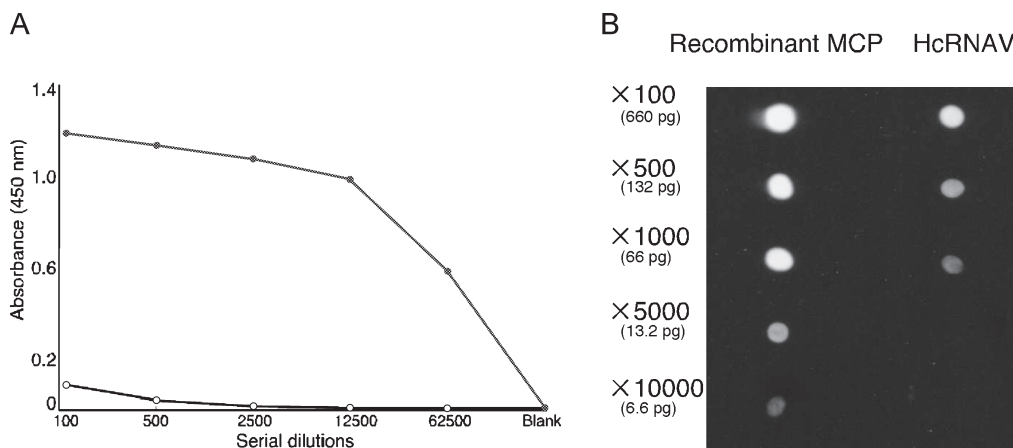 A
1.4
1.0
0.6
0.2
0
Absorbance (450 nm)
100 500 2500 12500 62500 Blank
Serial dilutions
B
Recombinant MCP HcRNAV
×100
(660 pg)
×500
(132 pg)
×1000
(66 pg)
×5000
(13.2 pg)
×10000
(6.6 pg)